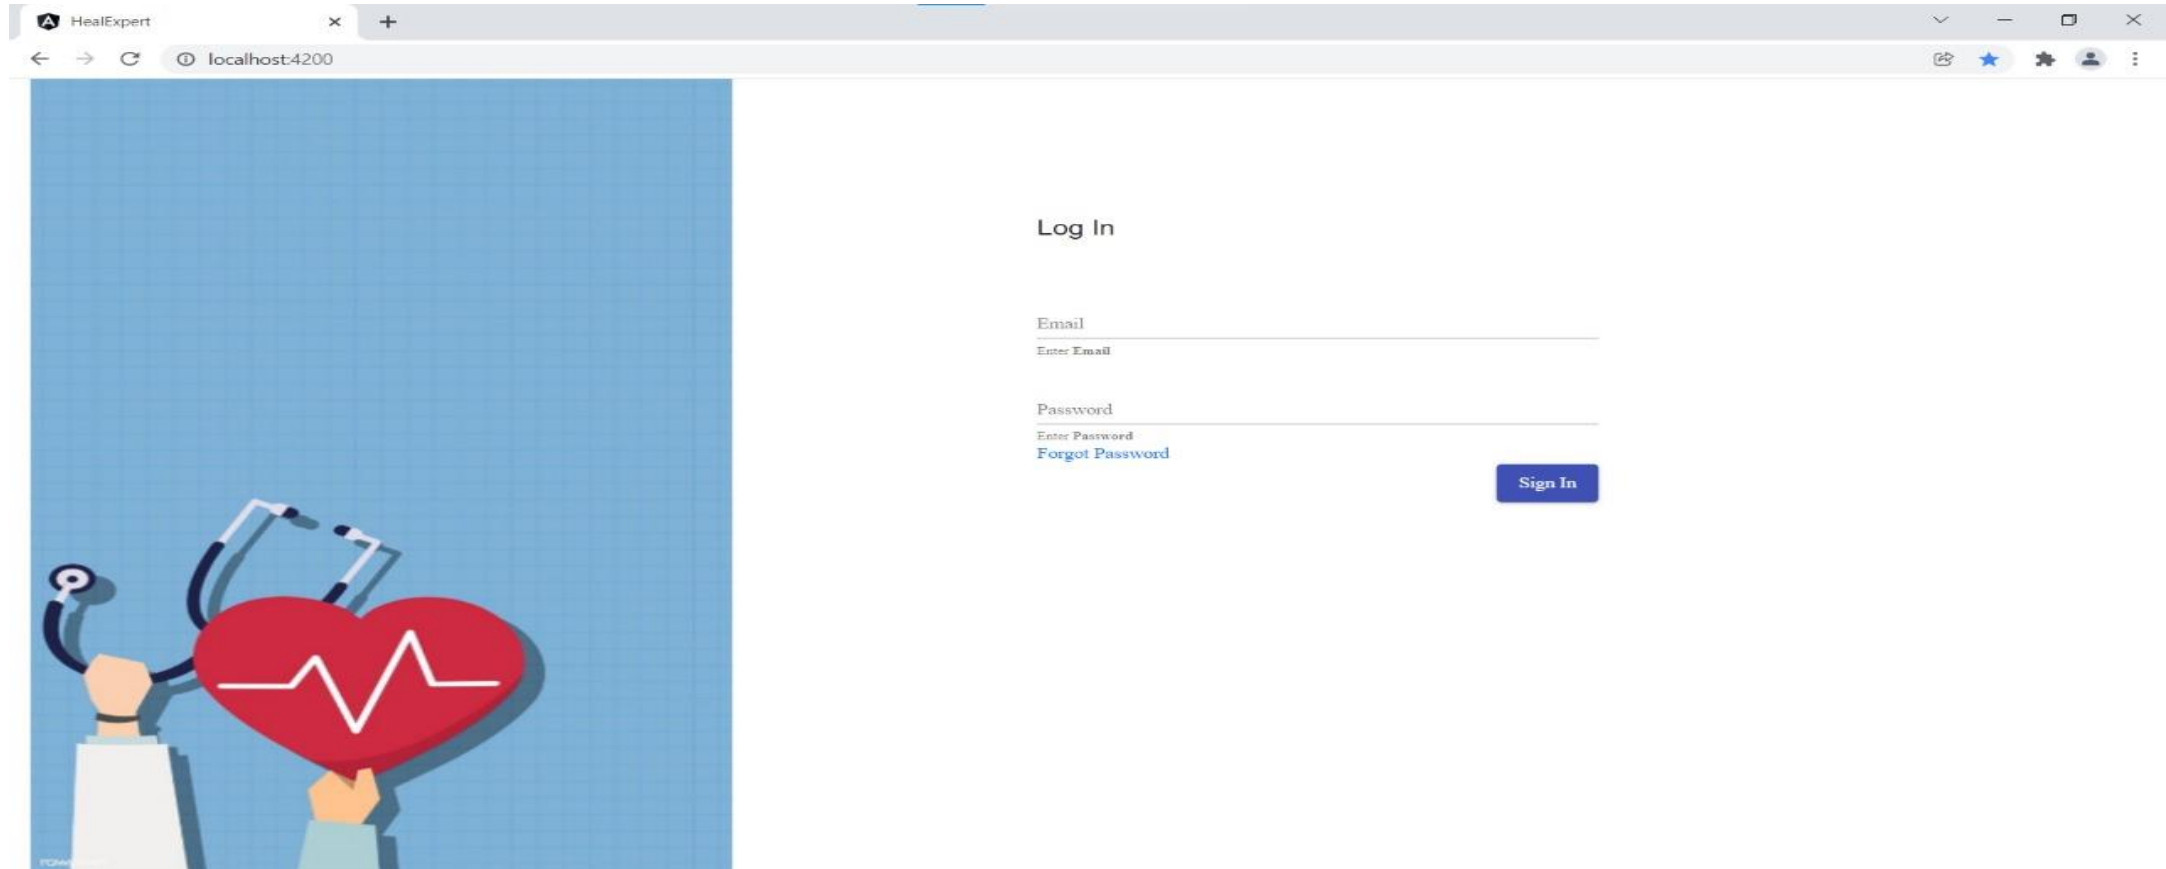 HealExpert
localhost:4200
Log In
Email
Enter Email
Password
Enter Password
Forgot Password
Sign In